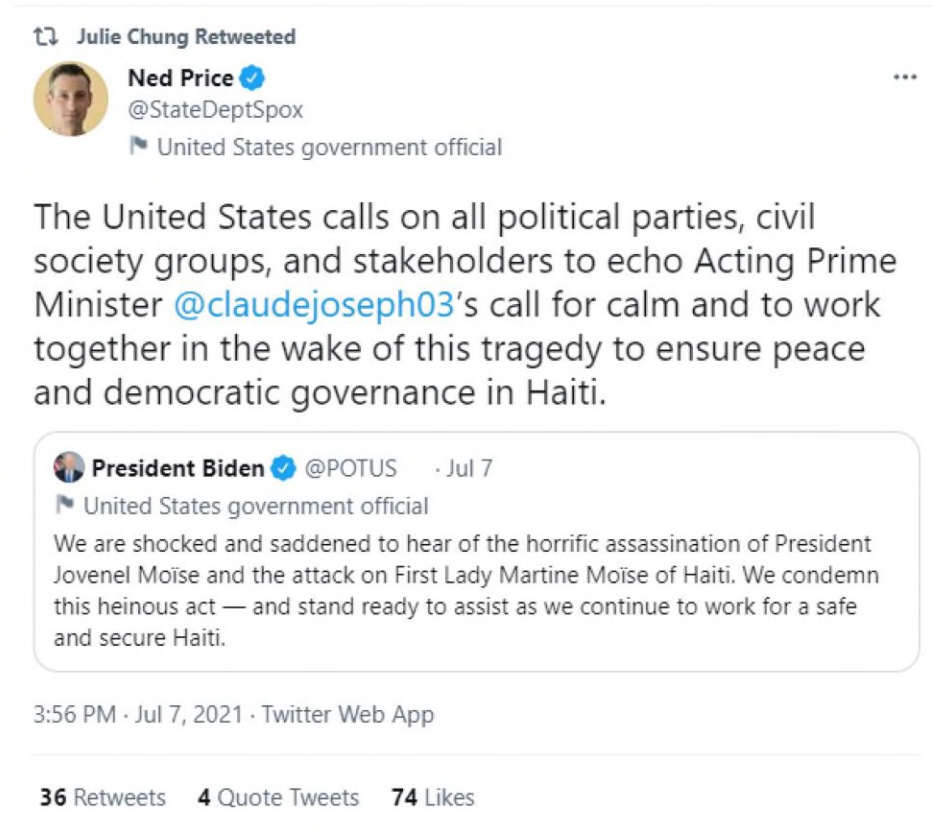 Julie Chung Retweeted
Ned Price
@StateDeptSpox
United States government official
The United States calls on all political parties, civil
society groups, and stakeholders to echo Acting Prime
Minister @claudejoseph03's call for calm and to work
together in the wake of this tragedy to ensure peace
and democratic governance in Haiti.
President Biden @POTUS · Jul 7
United States government official
We are shocked and saddened to hear of the horrific assassination of President
Jovenel Moïse and the attack on First Lady Martine Moïse of Haiti. We condemn
this heinous act — and stand ready to assist as we continue to work for a safe
and secure Haiti.
3:56 PM · Jul 7, 2021 · Twitter Web App
36 Retweets 4 Quote Tweets 74 Likes